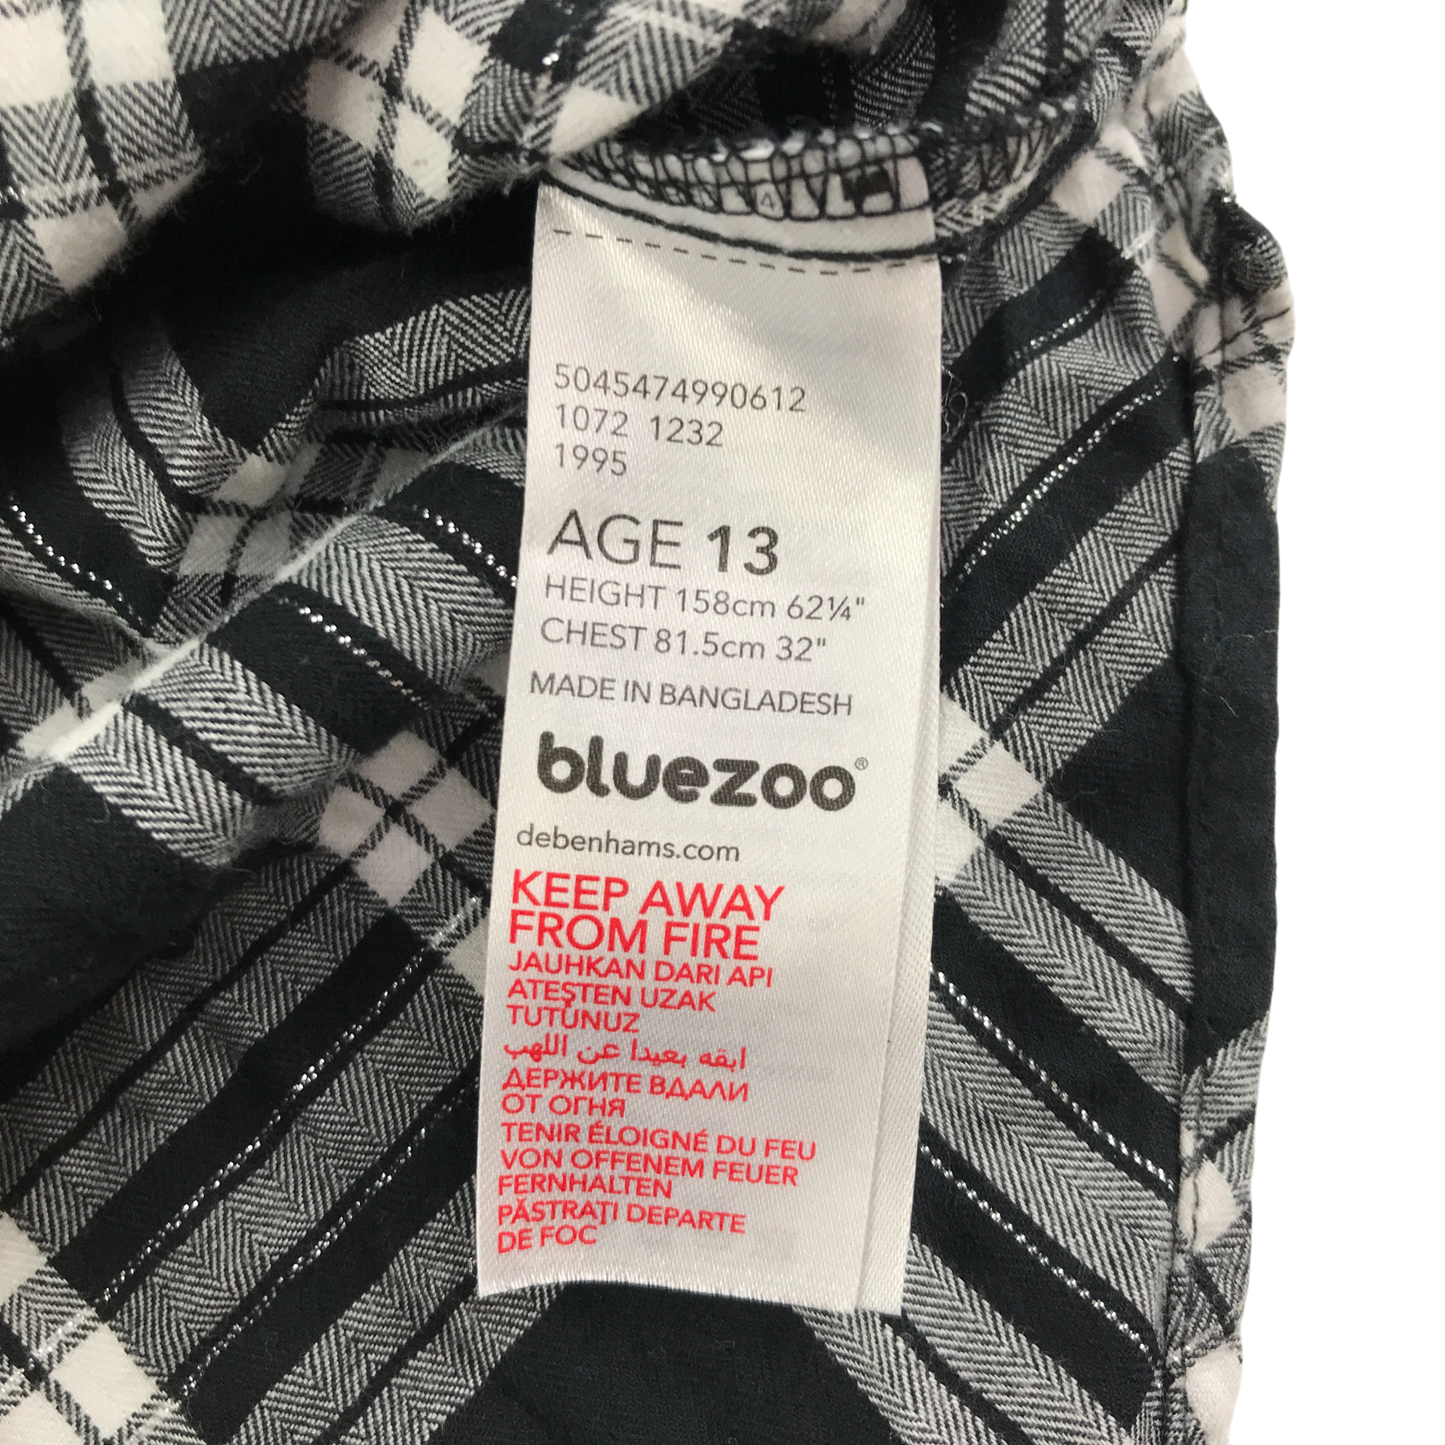 5045474990612
1072 1232
1995
AGE 13
HEIGHT 158cm 62¼"
CHEST 81.5cm 32"
MADE IN BANGLADESH
bluezoo®
debenhams.com
KEEP AWAY
FROM FIRE
JAUHKAN DARI API
ATEŞTEN UZAK
TUTUNUZ
ابقه بعيدا عن اللهب
ДЕРЖИТЕ ВДАЛИ
ОТ ОГНЯ
TENIR ÉLOIGNÉ DU FEU
VON OFFENEM FEUER
FERNHALTEN
PĂSTRAŢI DEPARTE
DE FOC